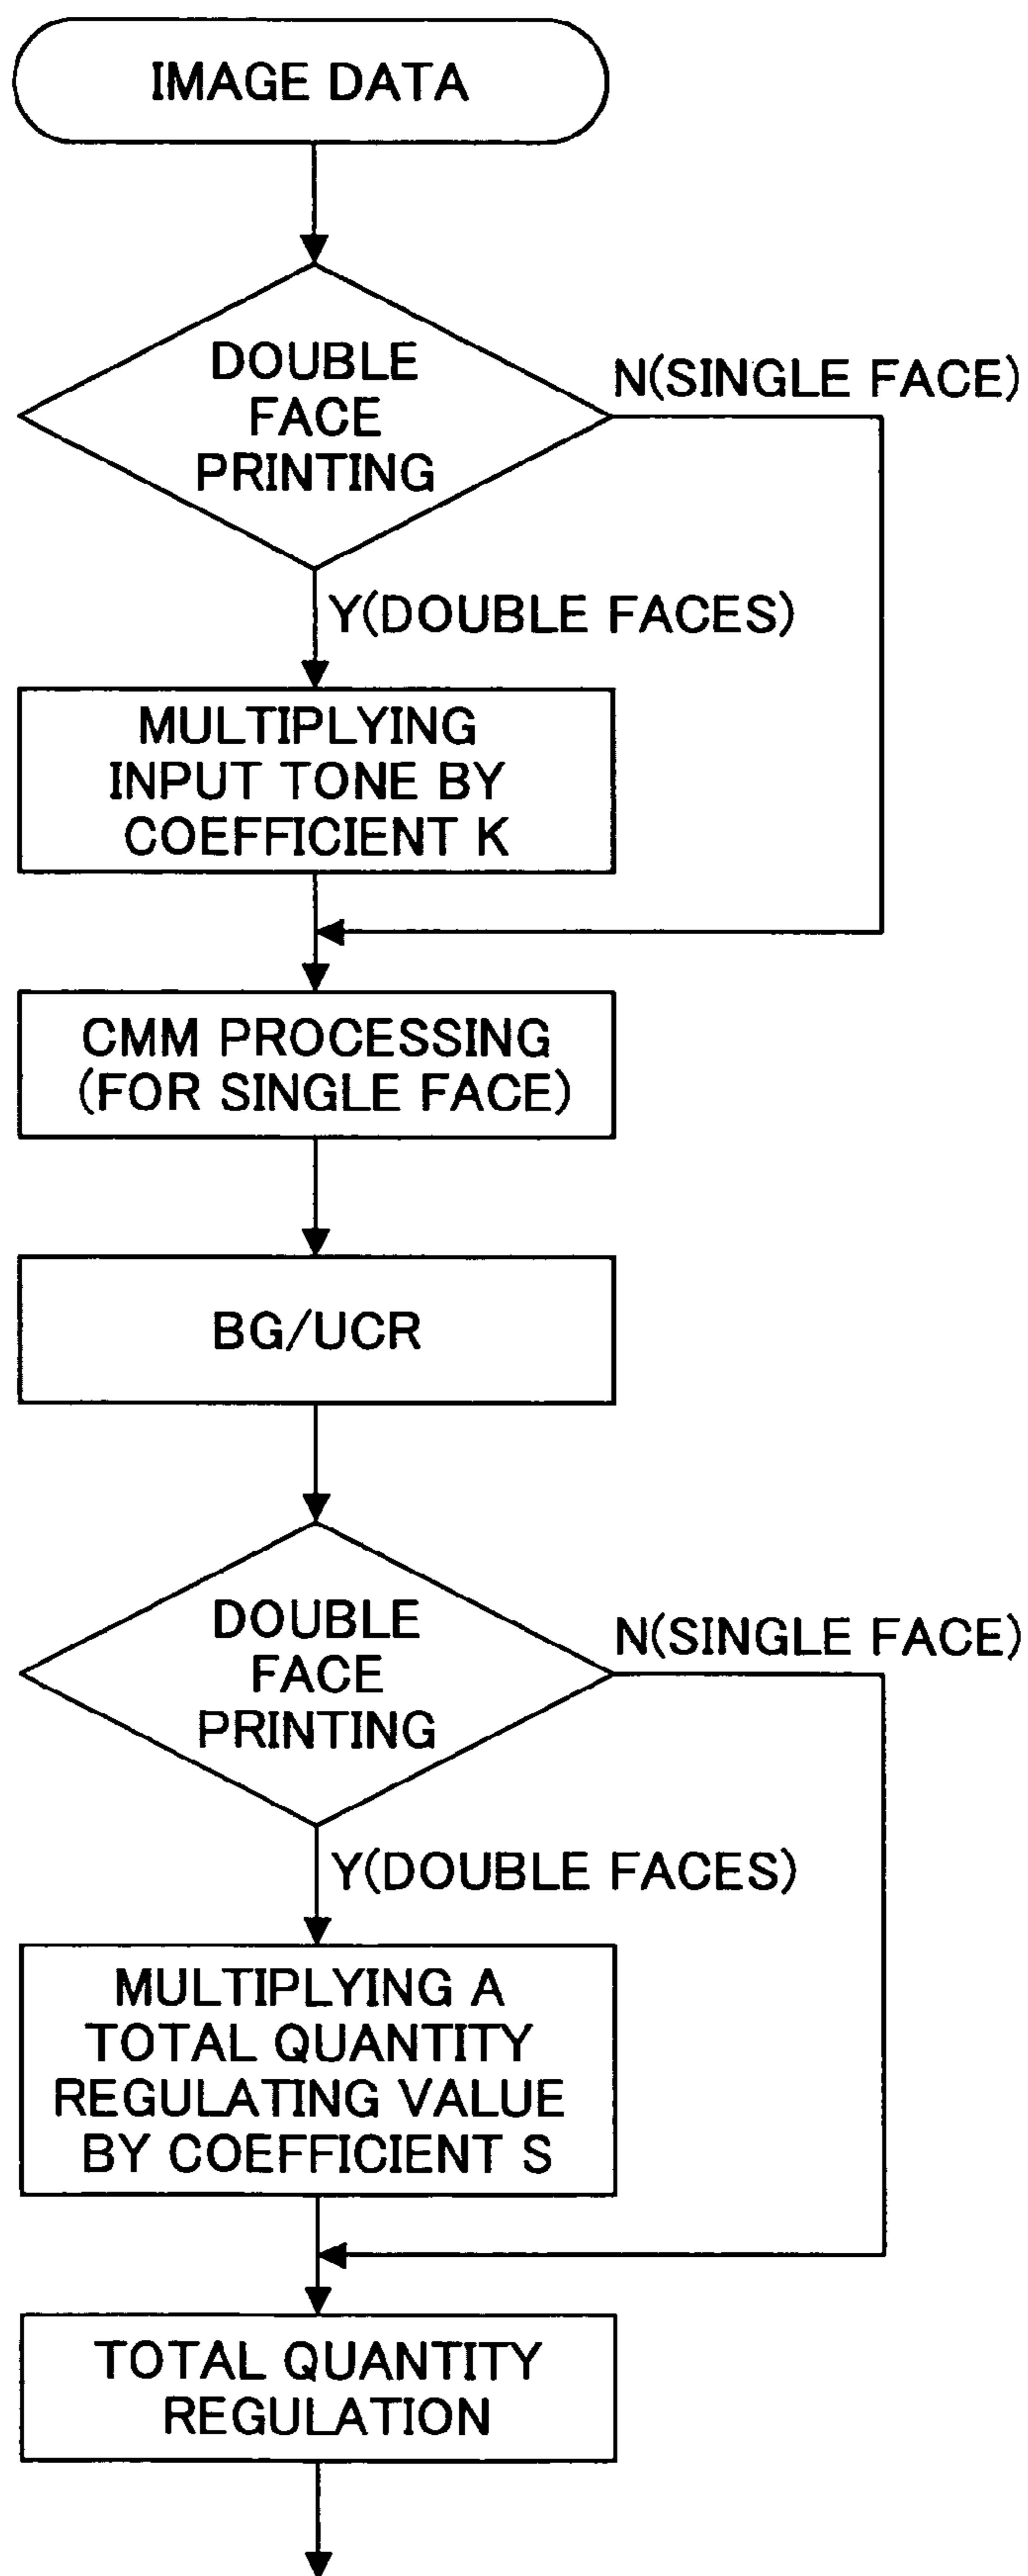 IMAGE DATA
DOUBLE
FACE
PRINTING
N(SINGLE FACE)
Y(DOUBLE FACES)
MULTIPLYING
INPUT TONE BY
COEFFICIENT K
CMM PROCESSING
(FOR SINGLE FACE)
BG/UCR
DOUBLE
FACE
PRINTING
N(SINGLE FACE)
Y(DOUBLE FACES)
MULTIPLYING A
TOTAL QUANTITY
REGULATING VALUE
BY COEFFICIENT S
TOTAL QUANTITY
REGULATION